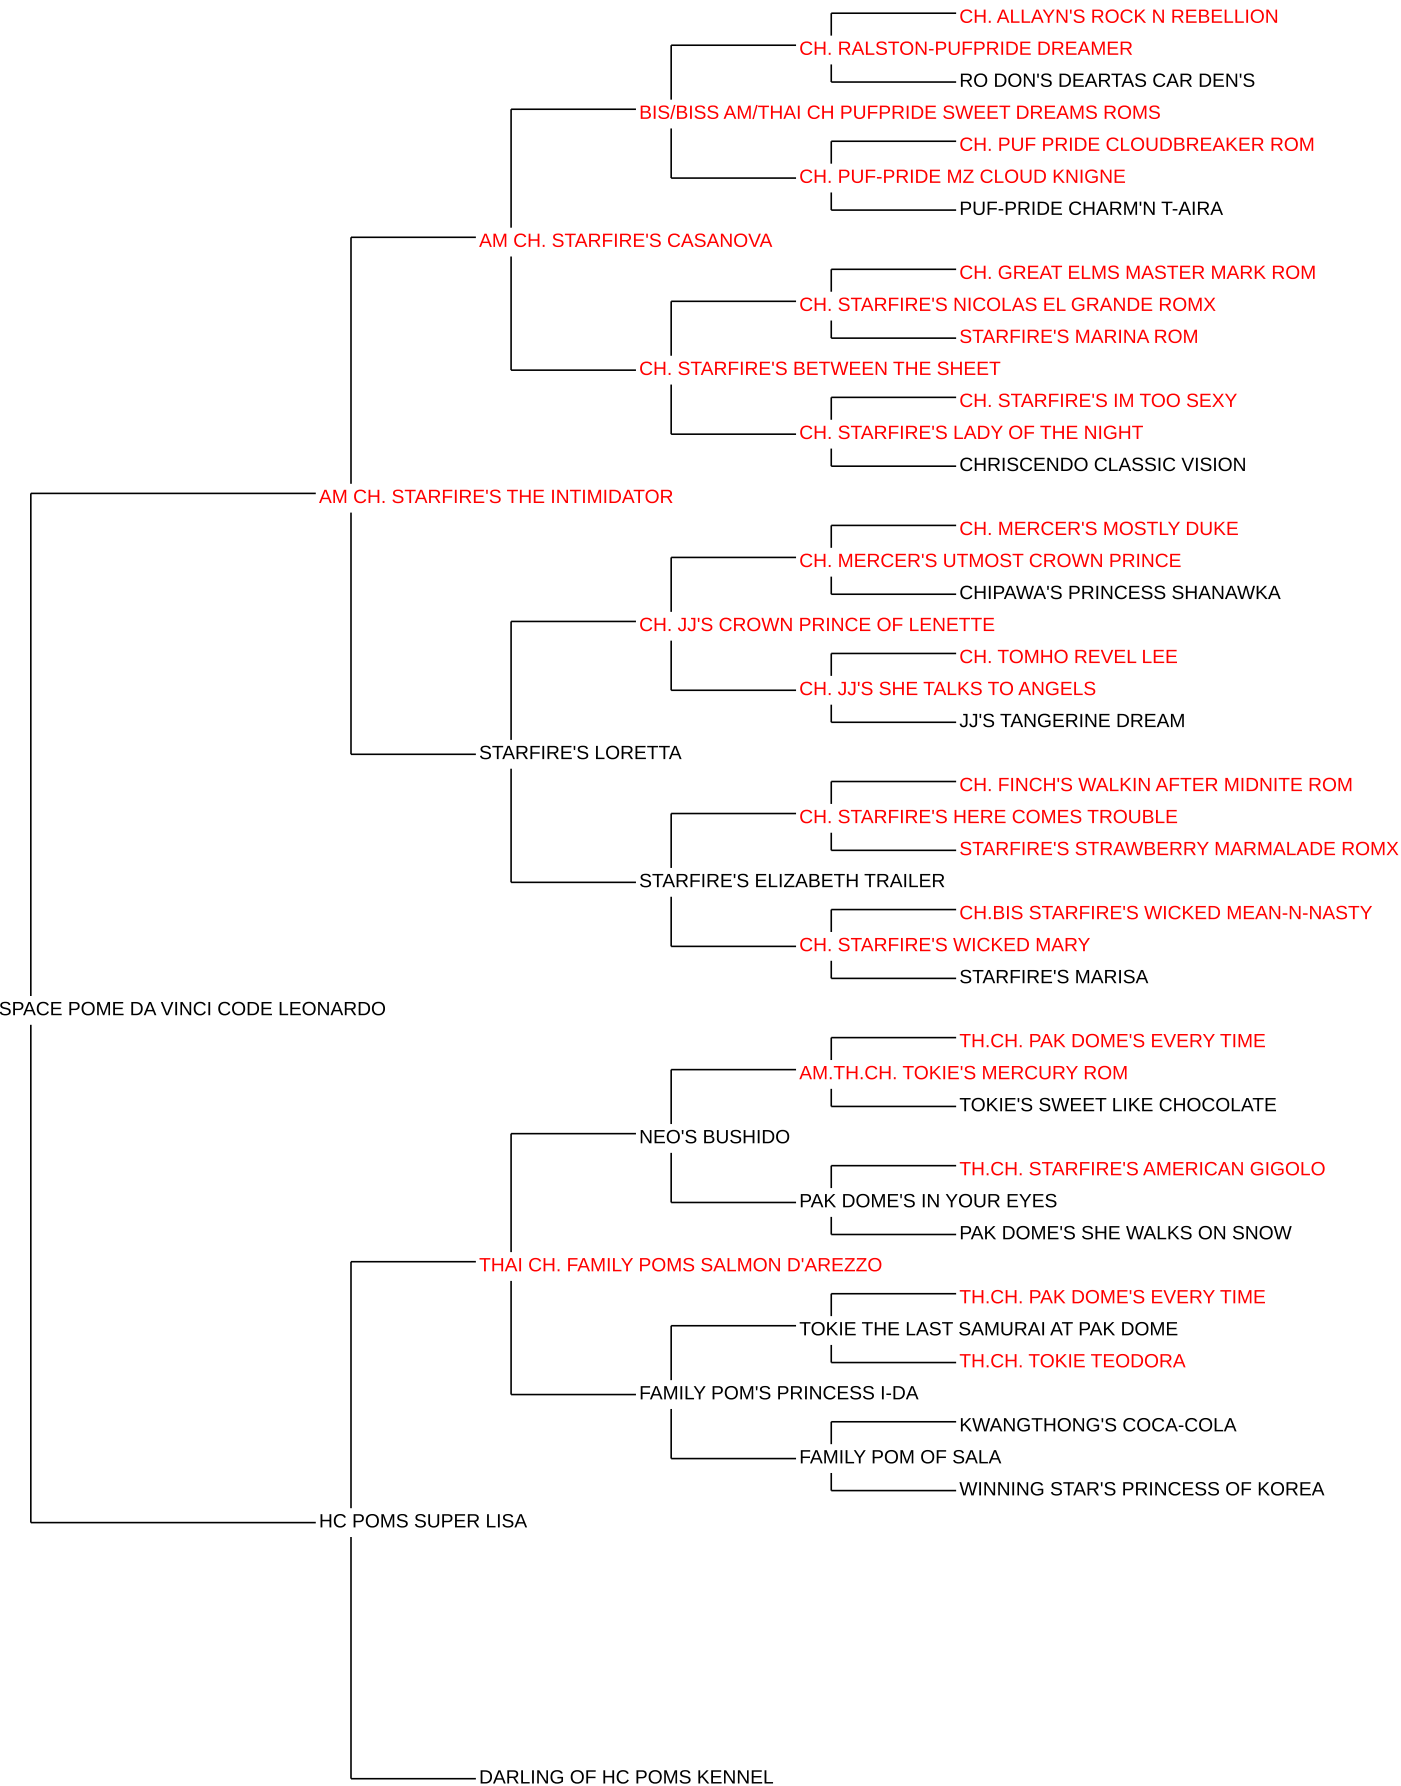 CH. ALLAYN'S ROCK N REBELLION
CH. RALSTON-PUFPRIDE DREAMER
RO DON'S DEARTAS CAR DEN'S
BIS/BISS AM/THAI CH PUFPRIDE SWEET DREAMS ROMS
CH. PUF PRIDE CLOUDBREAKER ROM
CH. PUF-PRIDE MZ CLOUD KNIGNE
PUF-PRIDE CHARM'N T-AIRA
AM CH. STARFIRE'S CASANOVA
CH. GREAT ELMS MASTER MARK ROM
CH. STARFIRE'S NICOLAS EL GRANDE ROMX
STARFIRE'S MARINA ROM
CH. STARFIRE'S BETWEEN THE SHEET
CH. STARFIRE'S IM TOO SEXY
CH. STARFIRE'S LADY OF THE NIGHT
CHRISCENDO CLASSIC VISION
AM CH. STARFIRE'S THE INTIMIDATOR
CH. MERCER'S MOSTLY DUKE
CH. MERCER'S UTMOST CROWN PRINCE
CHIPAWA'S PRINCESS SHANAWKA
CH. JJ'S CROWN PRINCE OF LENETTE
CH. TOMHO REVEL LEE
CH. JJ'S SHE TALKS TO ANGELS
JJ'S TANGERINE DREAM
STARFIRE'S LORETTA
CH. FINCH'S WALKIN AFTER MIDNITE ROM
CH. STARFIRE'S HERE COMES TROUBLE
STARFIRE'S STRAWBERRY MARMALADE ROMX
STARFIRE'S ELIZABETH TRAILER
CH.BIS STARFIRE'S WICKED MEAN-N-NASTY
CH. STARFIRE'S WICKED MARY
STARFIRE'S MARISA
SPACE POME DA VINCI CODE LEONARDO
TH.CH. PAK DOME'S EVERY TIME
AM.TH.CH. TOKIE'S MERCURY ROM
TOKIE'S SWEET LIKE CHOCOLATE
NEO'S BUSHIDO
TH.CH. STARFIRE'S AMERICAN GIGOLO
PAK DOME'S IN YOUR EYES
PAK DOME'S SHE WALKS ON SNOW
THAI CH. FAMILY POMS SALMON D'AREZZO
TH.CH. PAK DOME'S EVERY TIME
TOKIE THE LAST SAMURAI AT PAK DOME
TH.CH. TOKIE TEODORA
FAMILY POM'S PRINCESS I-DA
KWANGTHONG'S COCA-COLA
FAMILY POM OF SALA
WINNING STAR'S PRINCESS OF KOREA
HC POMS SUPER LISA
DARLING OF HC POMS KENNEL